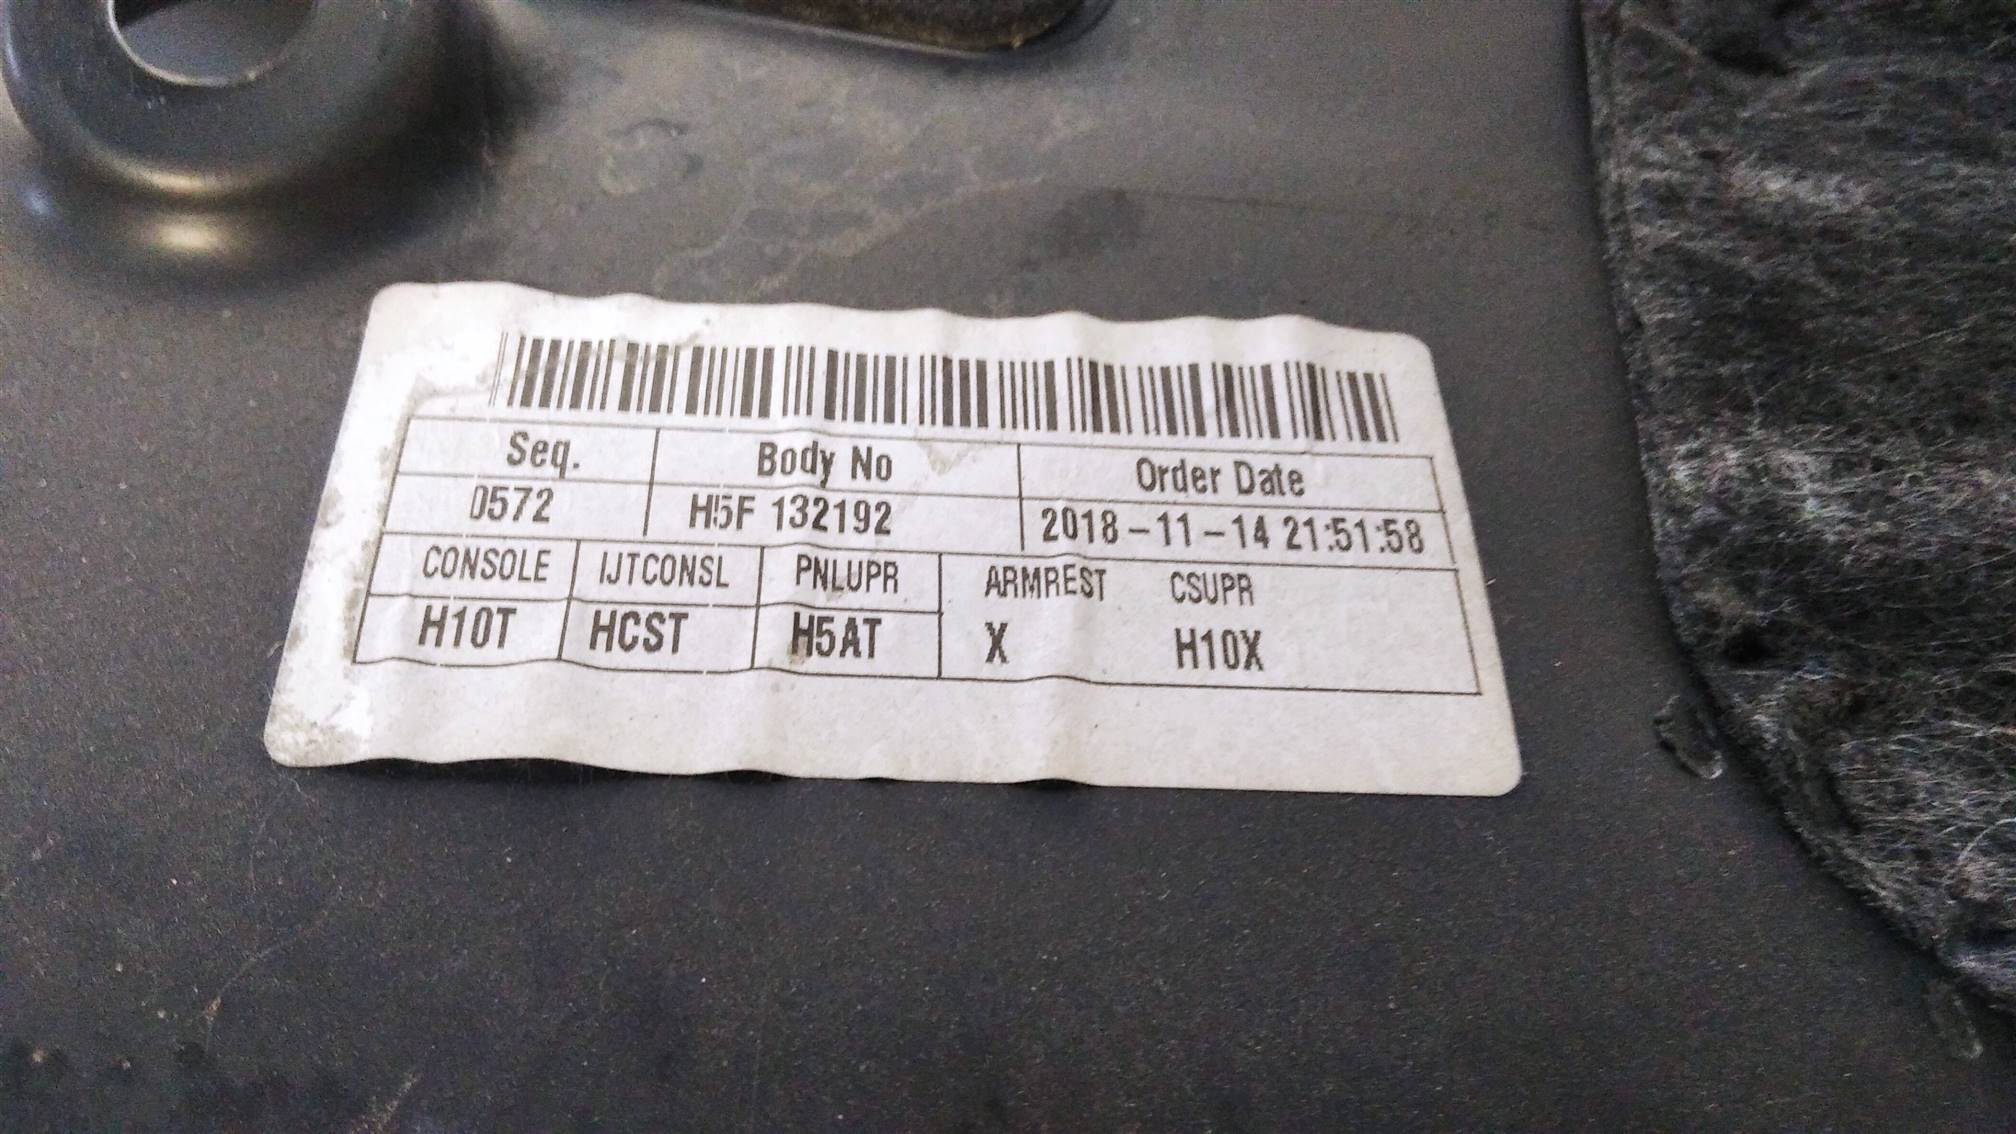 Seq. Body No Order Date
0572 H5F 132192 2018-11-14 21:51:58
CONSOLE IJTCONSL PNLUPR ARMREST CSUPR
H10T HCST H5AT X H10X